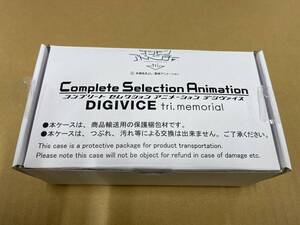 tri.
Complete Selection Animation
コンプリート セレクション アニメーション デジヴァイス
DIGIVICE tri.memorial
●本ケースは、商品輸送用の保護梱包材です。
●本ケースは、つぶれ、汚れ等による交換は出来ません。ご了承ください。
This case is a protective package for product transportation.
Please note this case will not be object for refund in case of damage etc.